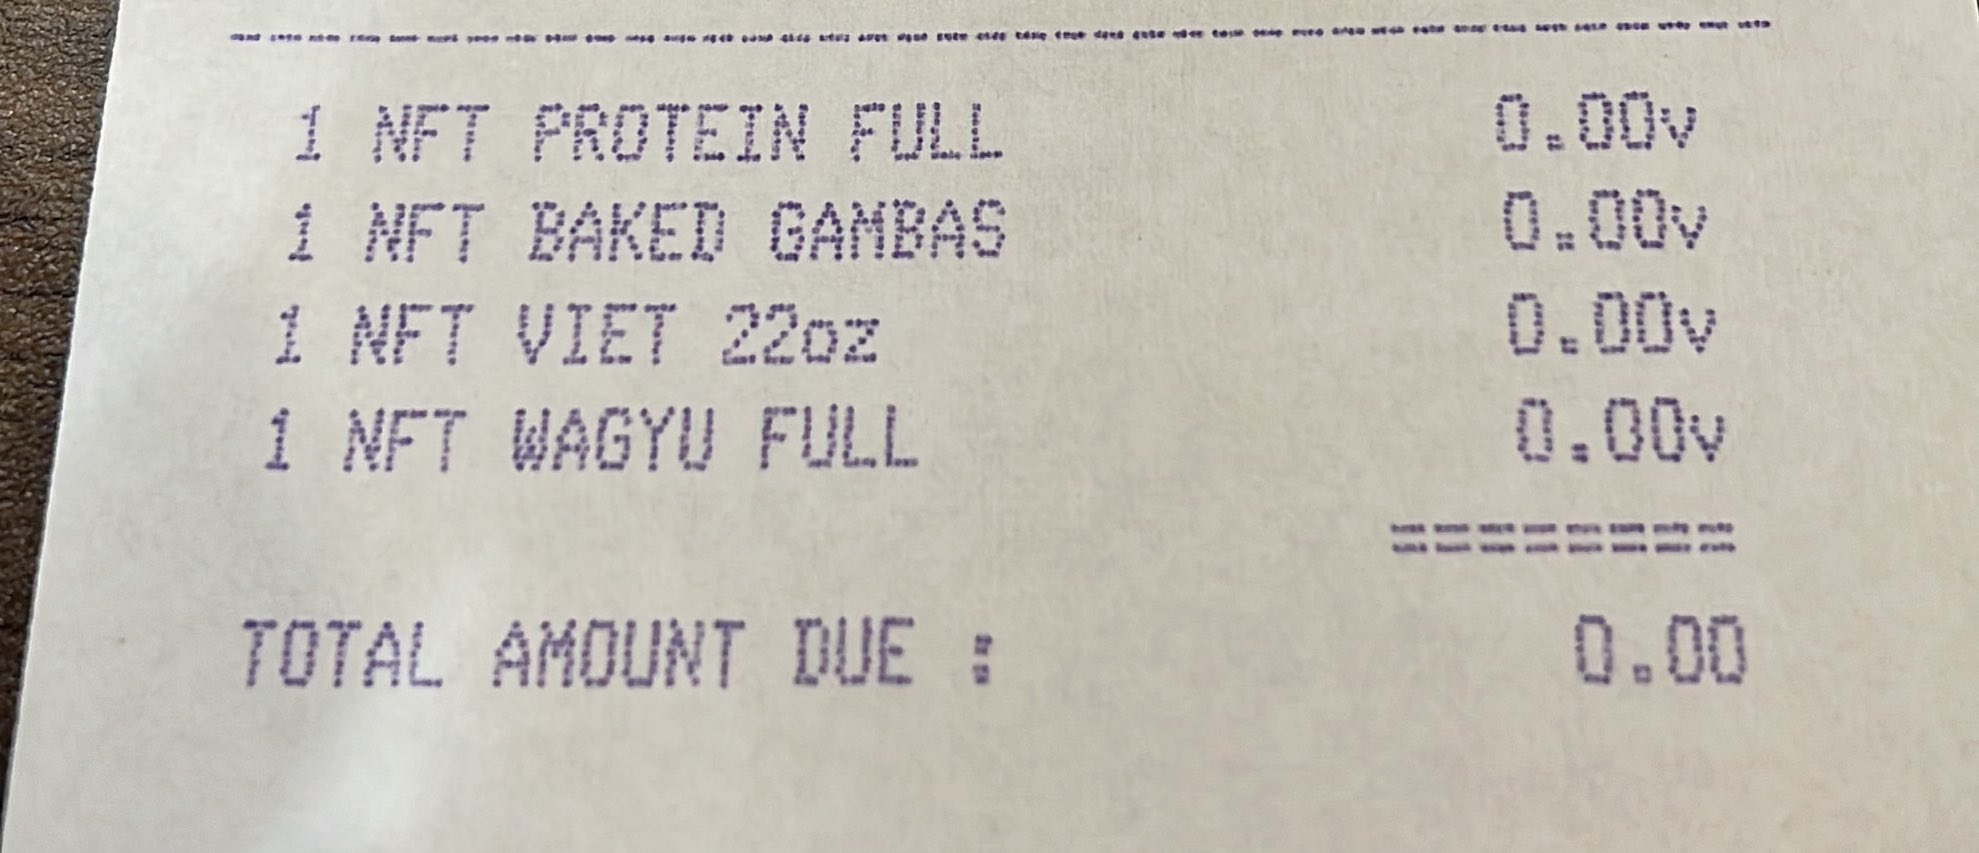 1 NFT PROTEIN FULL 0.00v
1 NFT BAKED GAMBAS 0.00v
1 NFT VIET 22oz 0.00v
1 NFT WAGYU FULL 0.00v
========
TOTAL AMOUNT DUE : 0.00